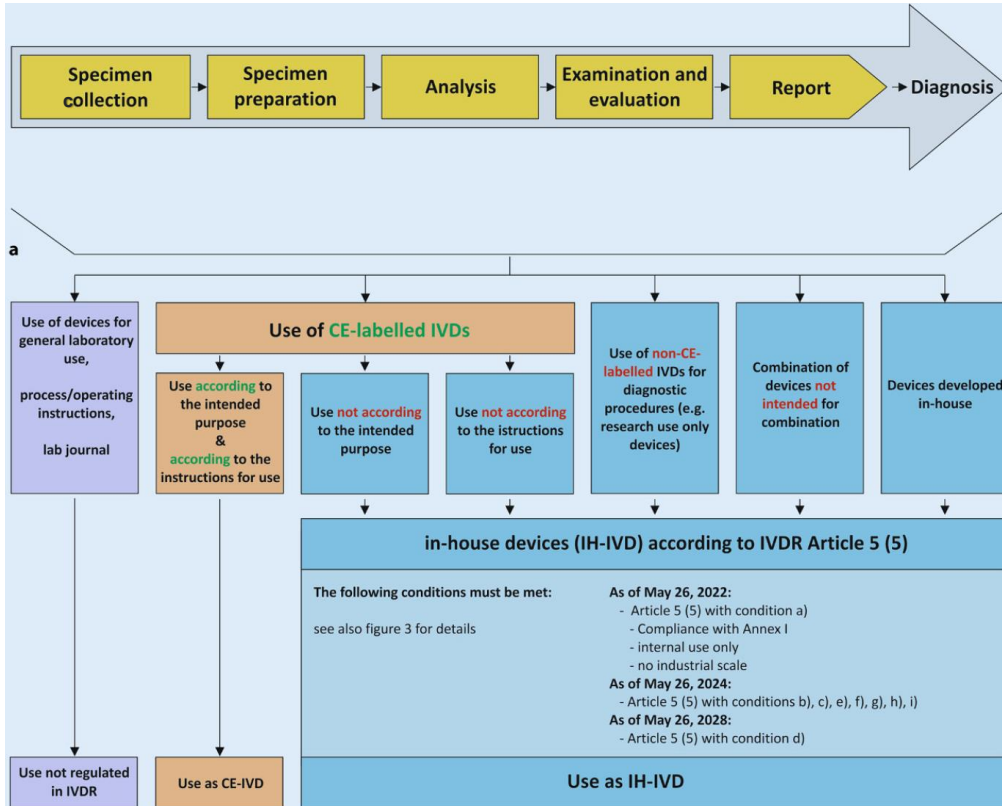 Specimen
collection
Specimen
preparation
Analysis
Examination and
evaluation
Report
Diagnosis
a
Use of devices for
general laboratory
use,
process/operating
instructions,
lab journal
Use of CE-labelled IVDs
Use according to
the intended
purpose
&
according to the
instructions for use
Use not according
to the intended
purpose
Use not according
to the istructions
for use
Use of non-CE-
labelled IVDs for
diagnostic
procedures (e.g.
research use only
devices)
Combination of
devices not
intended for
combination
Devices developed
in-house
in-house devices (IH-IVD) according to IVDR Article 5 (5)
The following conditions must be met:
see also figure 3 for details
As of May 26, 2022:
- Article 5 (5) with condition a)
- Compliance with Annex I
- internal use only
- no industrial scale
As of May 26, 2024:
- Article 5 (5) with conditions b), c), e), f), g), h), i)
As of May 26, 2028:
- Article 5 (5) with condition d)
Use not regulated
in IVDR
Use as CE-IVD
Use as IH-IVD